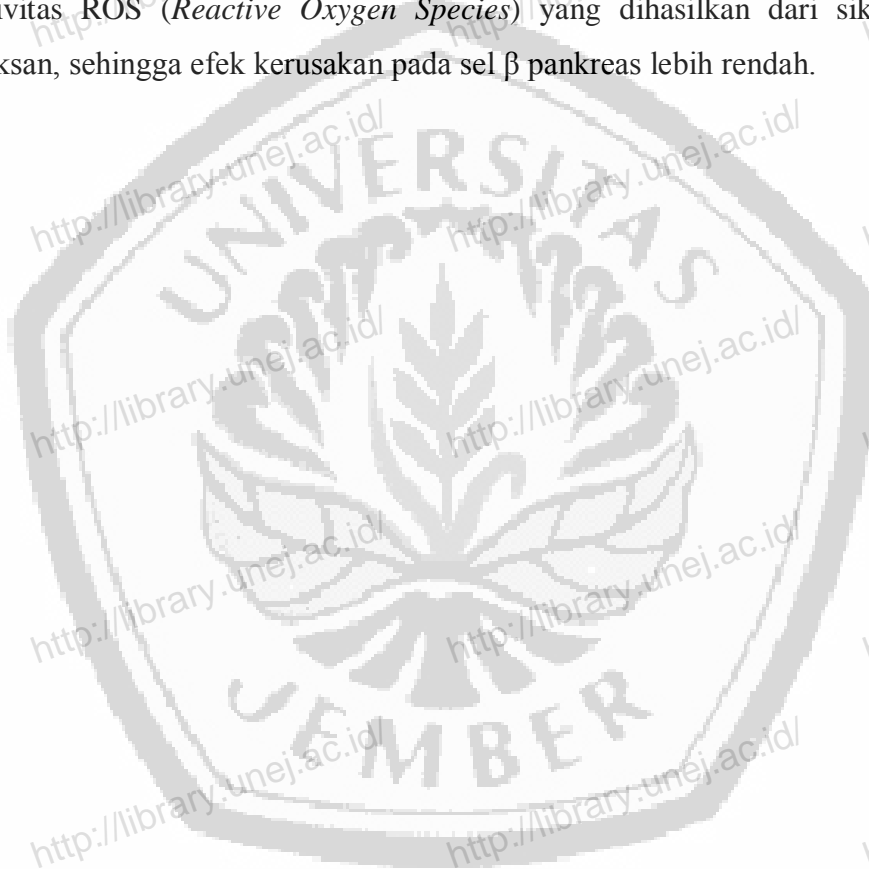 ivitas ROS (Reactive Oxygen Species) yang dihasilkan dari sik
ksan, sehingga efek kerusakan pada sel β pankreas lebih rendah.
http://library.unej.ac.id/ http://library.unej.ac.id/
UNIVERSITAS
http://library.unej.ac.id/ http://library.unej.ac.id/
http://library.unej.ac.id/ http://library.unej.ac.id/
JEMBER
http://library.unej.ac.id/ http://library.unej.ac.id/